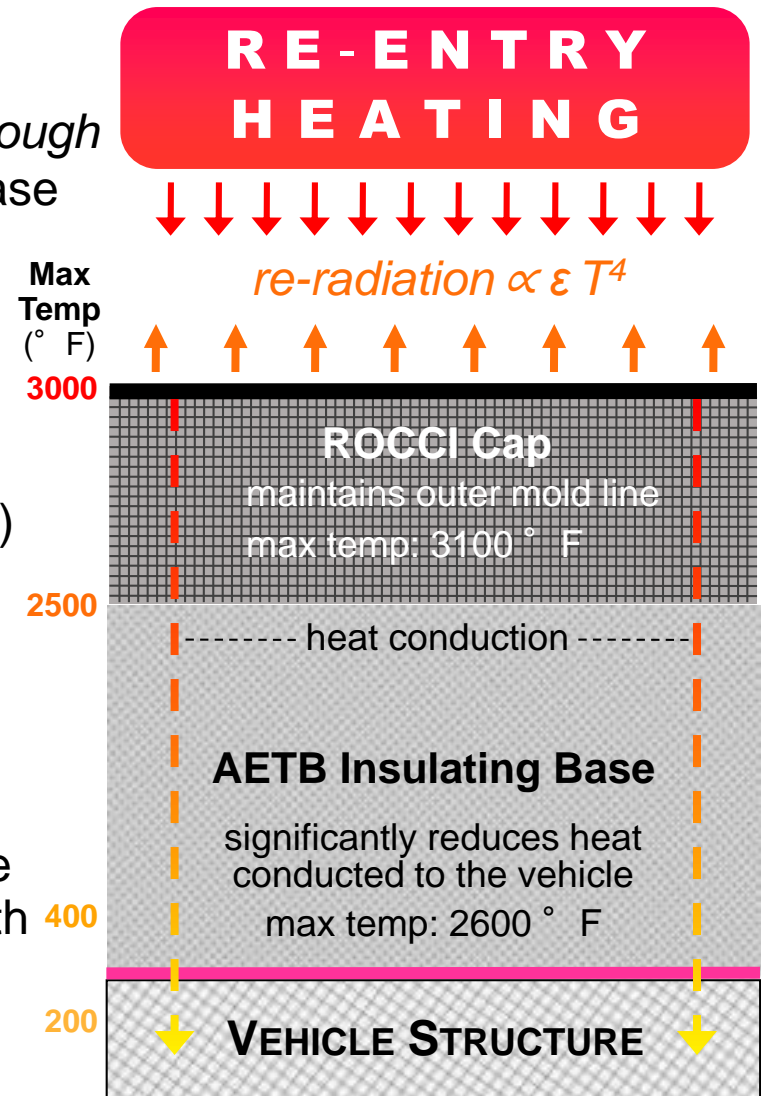 RE-ENTRY
HEATING
ough
ase
re-radiation ∝ ε T⁴
Max
Temp
(° F)
3000
ROCCI Cap
maintains outer mold line
max temp: 3100 ° F
)
2500
heat conduction
AETB Insulating Base
significantly reduces heat
conducted to the vehicle
max temp: 2600 ° F
e
th
400
200
VEHICLE STRUCTURE